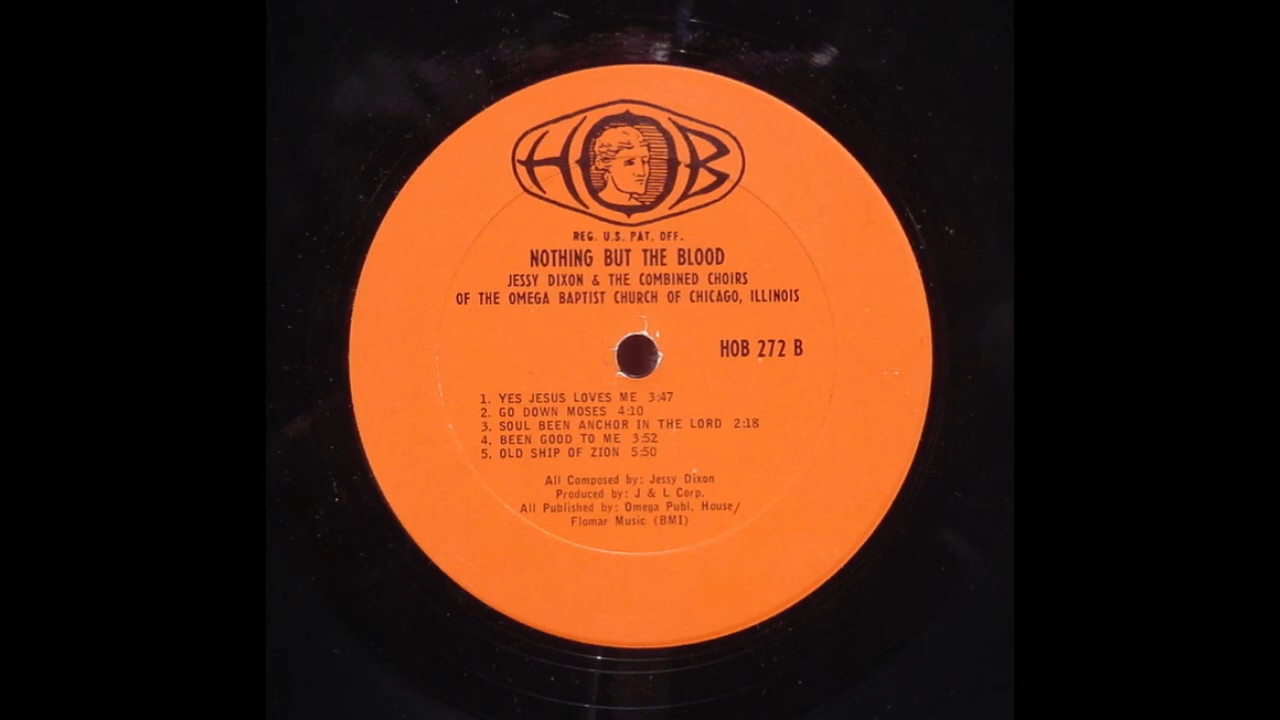 HOB
REG. U.S. PAT. OFF.
NOTHING BUT THE BLOOD
JESSY DIXON & THE COMBINED CHOIRS
OF THE OMEGA BAPTIST CHURCH OF CHICAGO, ILLINOIS
HOB 272 B
1. YES JESUS LOVES ME 3:47
2. GO DOWN MOSES 4:10
3. SOUL BEEN ANCHOR IN THE LORD 2:18
4. BEEN GOOD TO ME 3:52
5. OLD SHIP OF ZION 5:50
All Composed by: Jessy Dixon
Produced by: J & L Corp.
All Published by: Omega Publ. House/
Flomar Music (BMI)